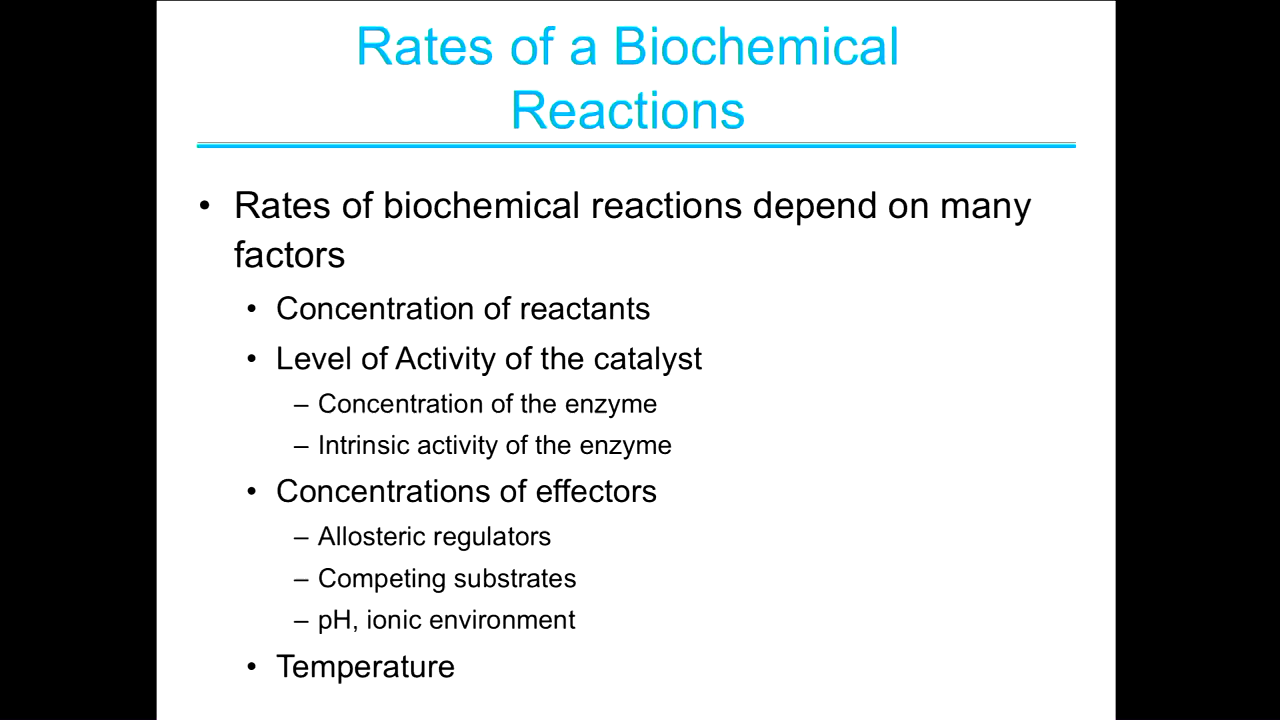 Rates of a Biochemical
Reactions
• Rates of biochemical reactions depend on many
factors
• Concentration of reactants
• Level of Activity of the catalyst
– Concentration of the enzyme
– Intrinsic activity of the enzyme
• Concentrations of effectors
– Allosteric regulators
– Competing substrates
– pH, ionic environment
• Temperature